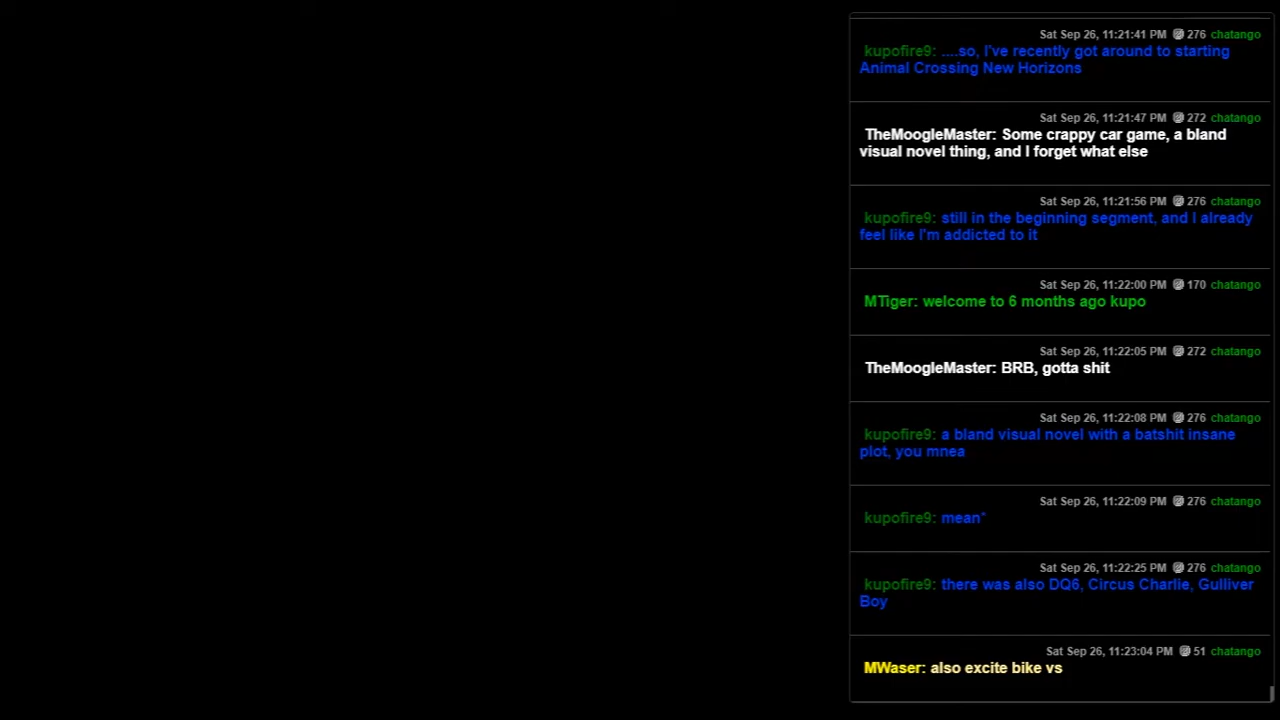 Sat Sep 26, 11:21:41 PM 276 chatango
kupofire9: ....so, I've recently got around to starting
Animal Crossing New Horizons
Sat Sep 26, 11:21:47 PM 272 chatango
TheMoogleMaster: Some crappy car game, a bland
visual novel thing, and I forget what else
Sat Sep 26, 11:21:56 PM 276 chatango
kupofire9: still in the beginning segment, and I already
feel like I'm addicted to it
Sat Sep 26, 11:22:00 PM 170 chatango
MTiger: welcome to 6 months ago kupo
Sat Sep 26, 11:22:05 PM 272 chatango
TheMoogleMaster: BRB, gotta shit
Sat Sep 26, 11:22:08 PM 276 chatango
kupofire9: a bland visual novel with a batshit insane
plot, you mnea
Sat Sep 26, 11:22:09 PM 276 chatango
kupofire9: mean*
Sat Sep 26, 11:22:25 PM 276 chatango
kupofire9: there was also DQ6, Circus Charlie, Gulliver
Boy
Sat Sep 26, 11:23:04 PM 51 chatango
MWaser: also excite bike vs